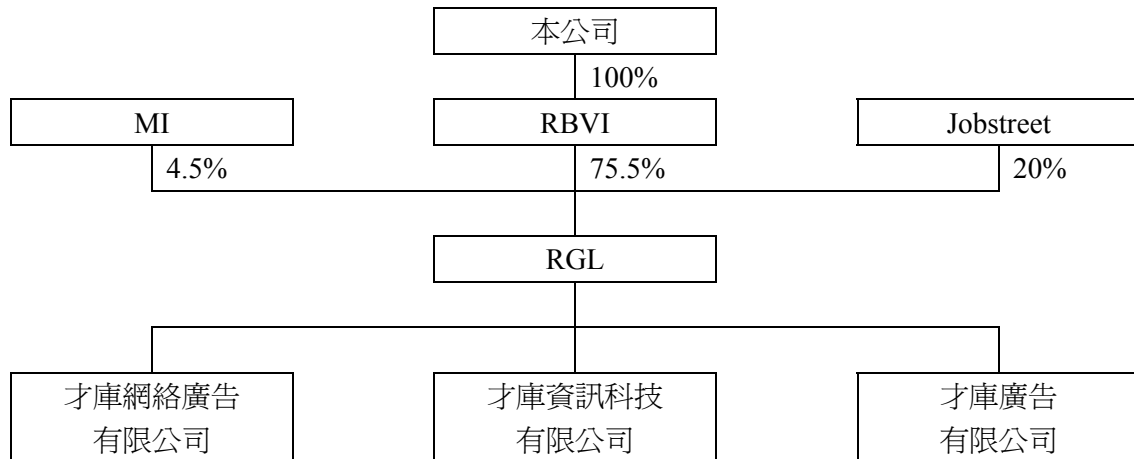 本公司
100%
MI
RBVI
Jobstreet
4.5%
75.5%
20%
RGL
才庫網絡廣告
有限公司
才庫資訊科技
有限公司
才庫廣告
有限公司